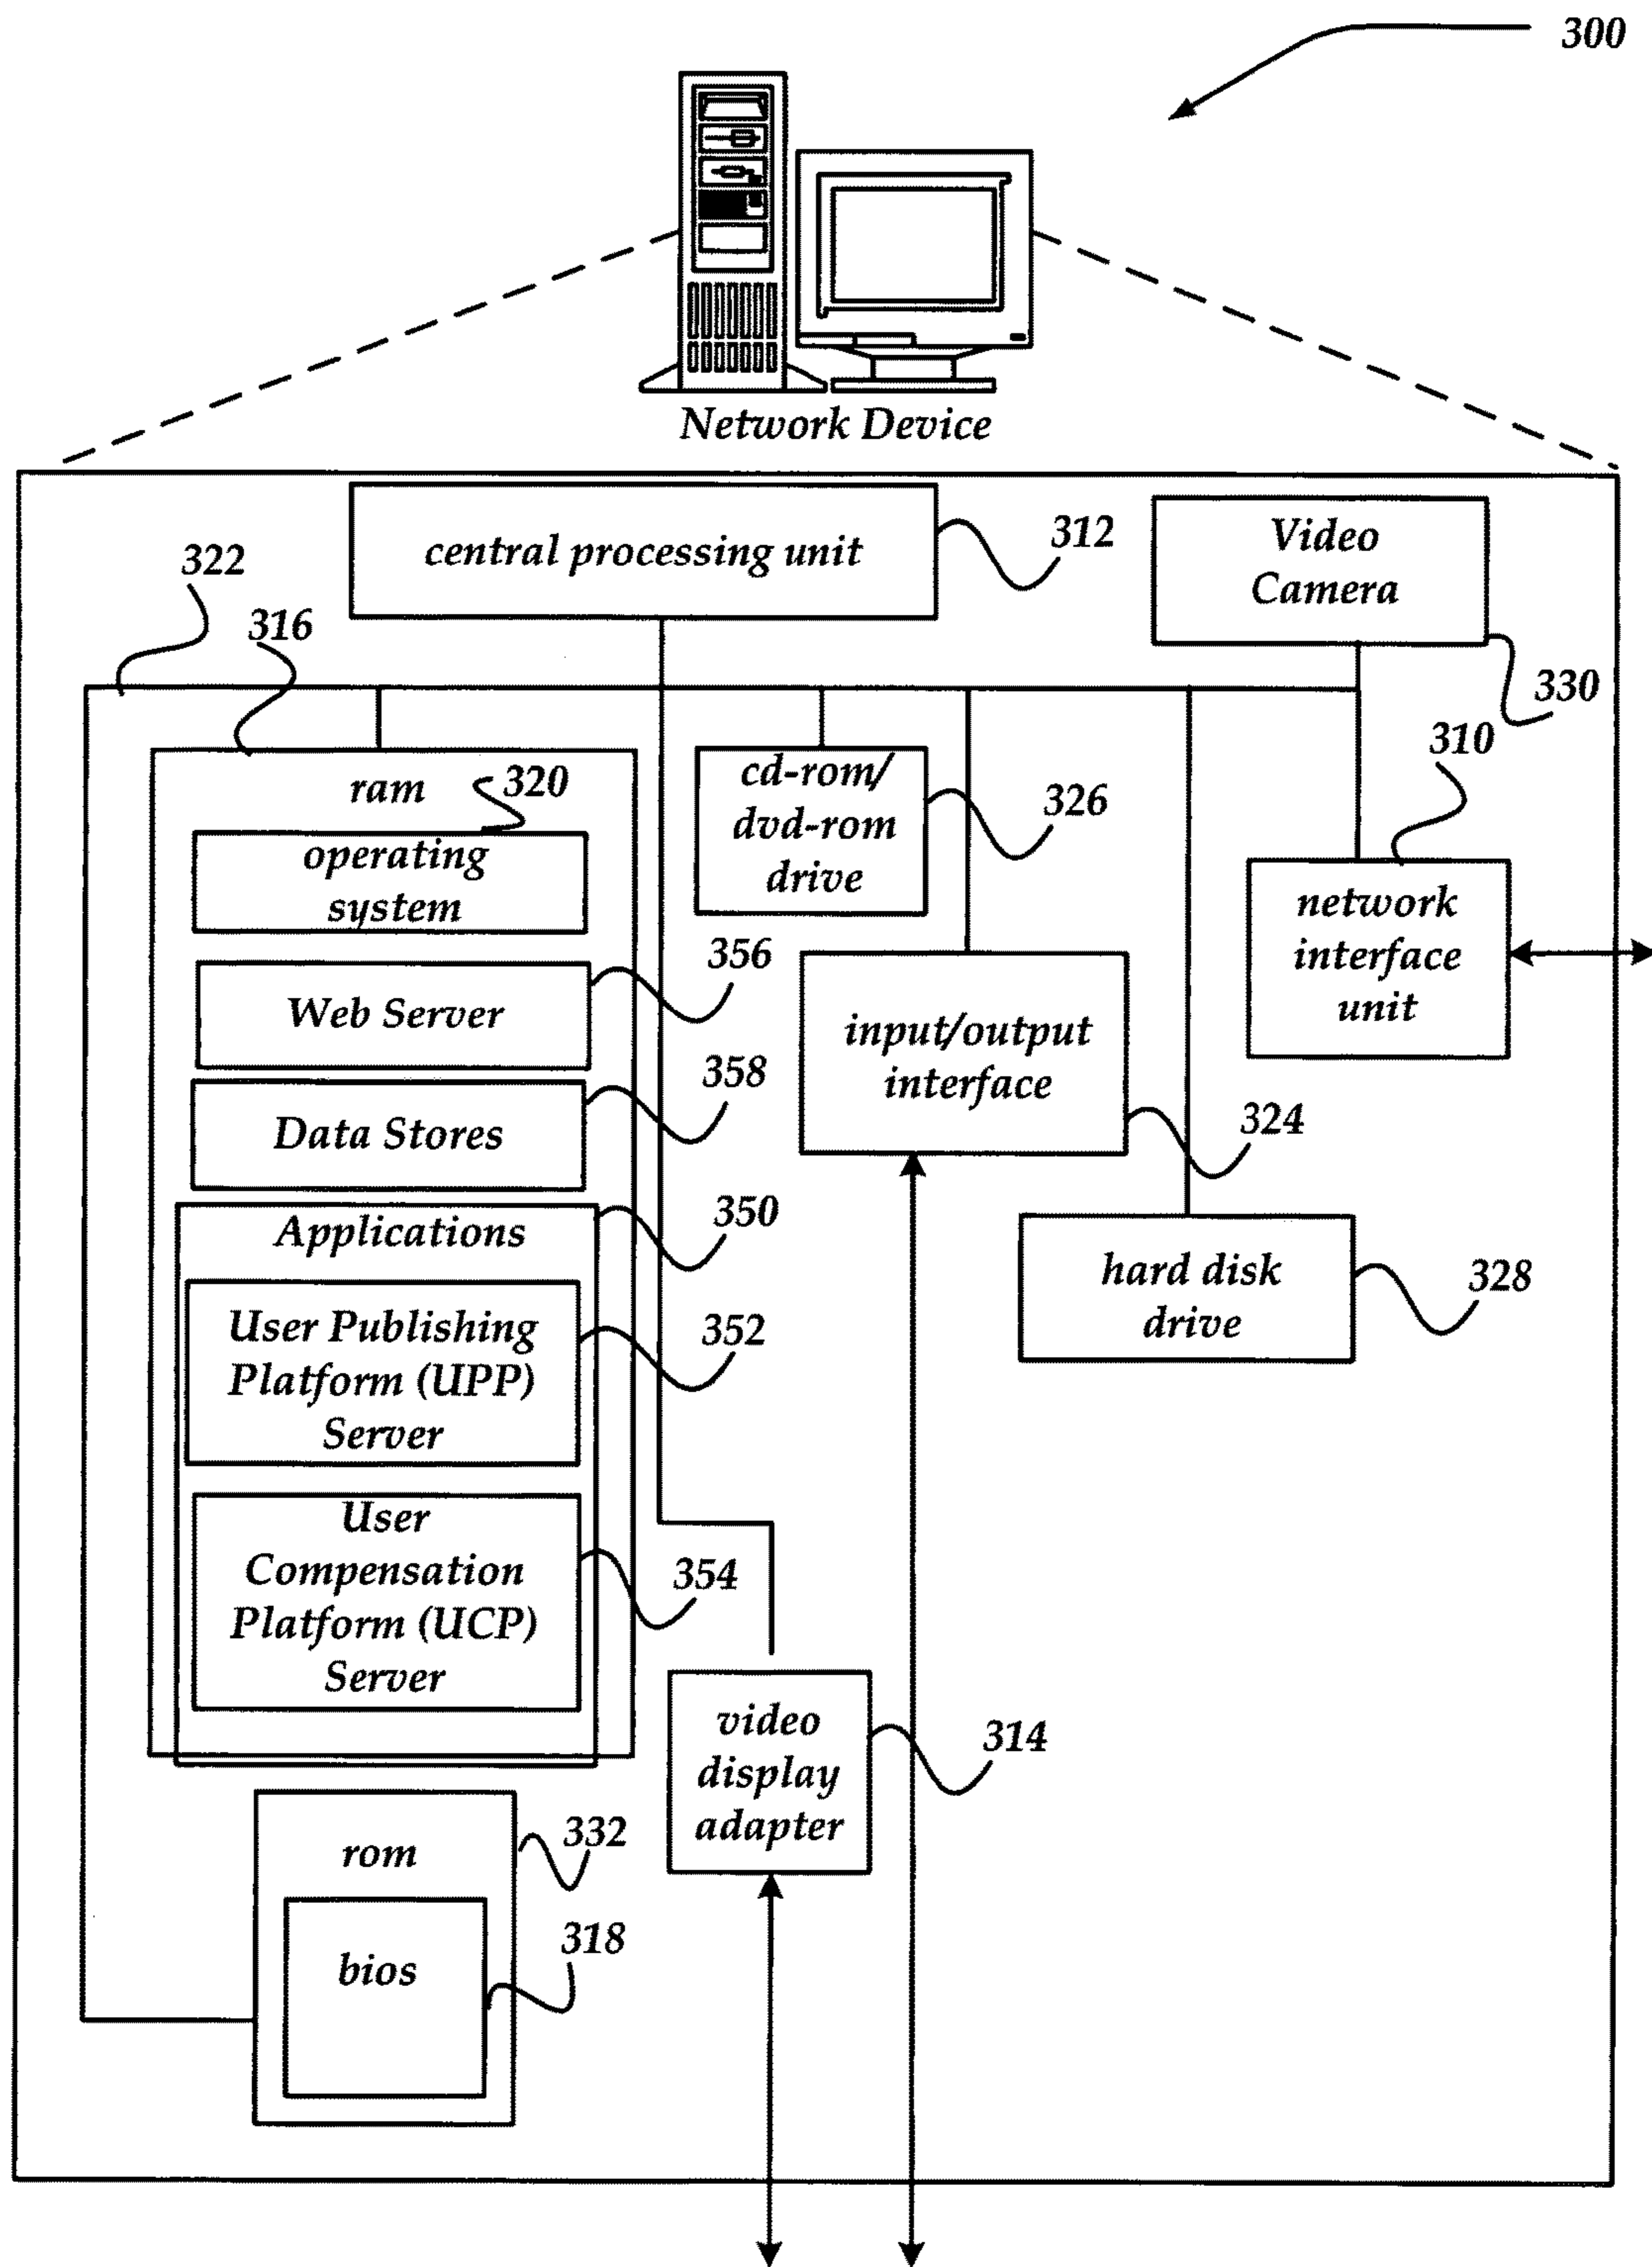 300
Network Device
central processing unit
312
Video
Camera
322
316
330
310
ram
320
cd-rom/
dvd-rom
drive
326
operating
system
network
interface
unit
356
Web Server
input/output
interface
358
324
Data Stores
350
Applications
hard disk
drive
328
User Publishing
Platform (UPP)
Server
352
User
Compensation
Platform (UCP)
Server
354
video
display
adapter
314
rom
332
bios
318